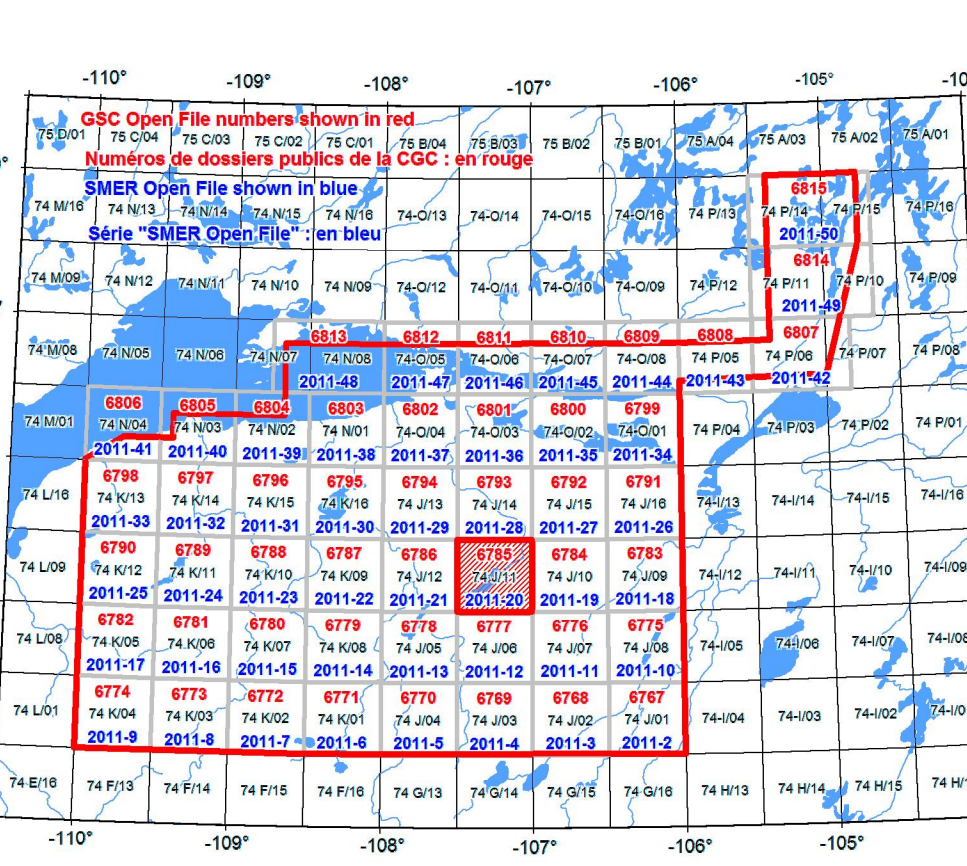 -110° -109° -108° -107° -106° -105° -10
GSC Open File numbers shown in red
75 D/01 75 C/04 75 C/03 75 C/02 75 C/01 75 B/04 75 B/03 75 B/02 75 B/01 75 A/04 75 A/03 75 A/02 75 A/01
Numéros de dossiers publics de la CGC : en rouge
SMER Open File shown in blue
6815
74 M/16 74 N/13 74 N/14 74 N/15 74 N/16 74-O/13 74-O/14 74-O/15 74-O/16 74 P/13 74 P/14 74 P/15 74 P/16
Série "SMER Open File" : en bleu
2011-50
6814
74 M/09 74 N/12 74 N/11 74 N/10 74 N/09 74-O/12 74-O/11 74-O/10 74-O/09 74 P/12 74 P/11 74 P/10 74 P/09
2011-49
6813 6812 6811 6810 6809 6808 6807
74 M/08 74 N/05 74 N/06 74 N/07 74 N/08 74-O/05 74-O/06 74-O/07 74-O/08 74 P/05 74 P/06 74 P/07 74 P/08
2011-48 2011-47 2011-46 2011-45 2011-44 2011-43 2011-42
6806 6805 6804 6803 6802 6801 6800 6799
74 M/01 74 N/04 74 N/03 74 N/02 74 N/01 74-O/04 74-O/03 74-O/02 74-O/01 74 P/04 74 P/03 74 P/02 74 P/01
2011-41 2011-40 2011-39 2011-38 2011-37 2011-36 2011-35 2011-34
6798 6797 6796 6795 6794 6793 6792 6791
74 L/16 74 K/13 74 K/14 74 K/15 74 K/16 74 J/13 74 J/14 74 J/15 74 J/16 74-I/13 74-I/14 74-I/15 74-I/16
2011-33 2011-32 2011-31 2011-30 2011-29 2011-28 2011-27 2011-26
6790 6789 6788 6787 6786 6785 6784 6783
74 L/09 74 K/12 74 K/11 74 K/10 74 K/09 74 J/12 74 J/11 74 J/10 74 J/09 74-I/12 74-I/11 74-I/10 74-I/09
2011-25 2011-24 2011-23 2011-22 2011-21 2011-20 2011-19 2011-18
6782 6781 6780 6779 6778 6777 6776 6775
74 L/08 74 K/05 74 K/06 74 K/07 74 K/08 74 J/05 74 J/06 74 J/07 74 J/08 74-I/05 74-I/06 74-I/07 74-I/08
2011-17 2011-16 2011-15 2011-14 2011-13 2011-12 2011-11 2011-10
6774 6773 6772 6771 6770 6769 6768 6767
74 L/01 74 K/04 74 K/03 74 K/02 74 K/01 74 J/04 74 J/03 74 J/02 74 J/01 74-I/04 74-I/03 74-I/02 74-I/0
2011-9 2011-8 2011-7 2011-6 2011-5 2011-4 2011-3 2011-2
74 E/16 74 F/13 74 F/14 74 F/15 74 F/16 74 G/13 74 G/14 74 G/15 74 G/16 74 H/13 74 H/14 74 H/15 74 H/
-110° -109° -108° -107° -106° -105°